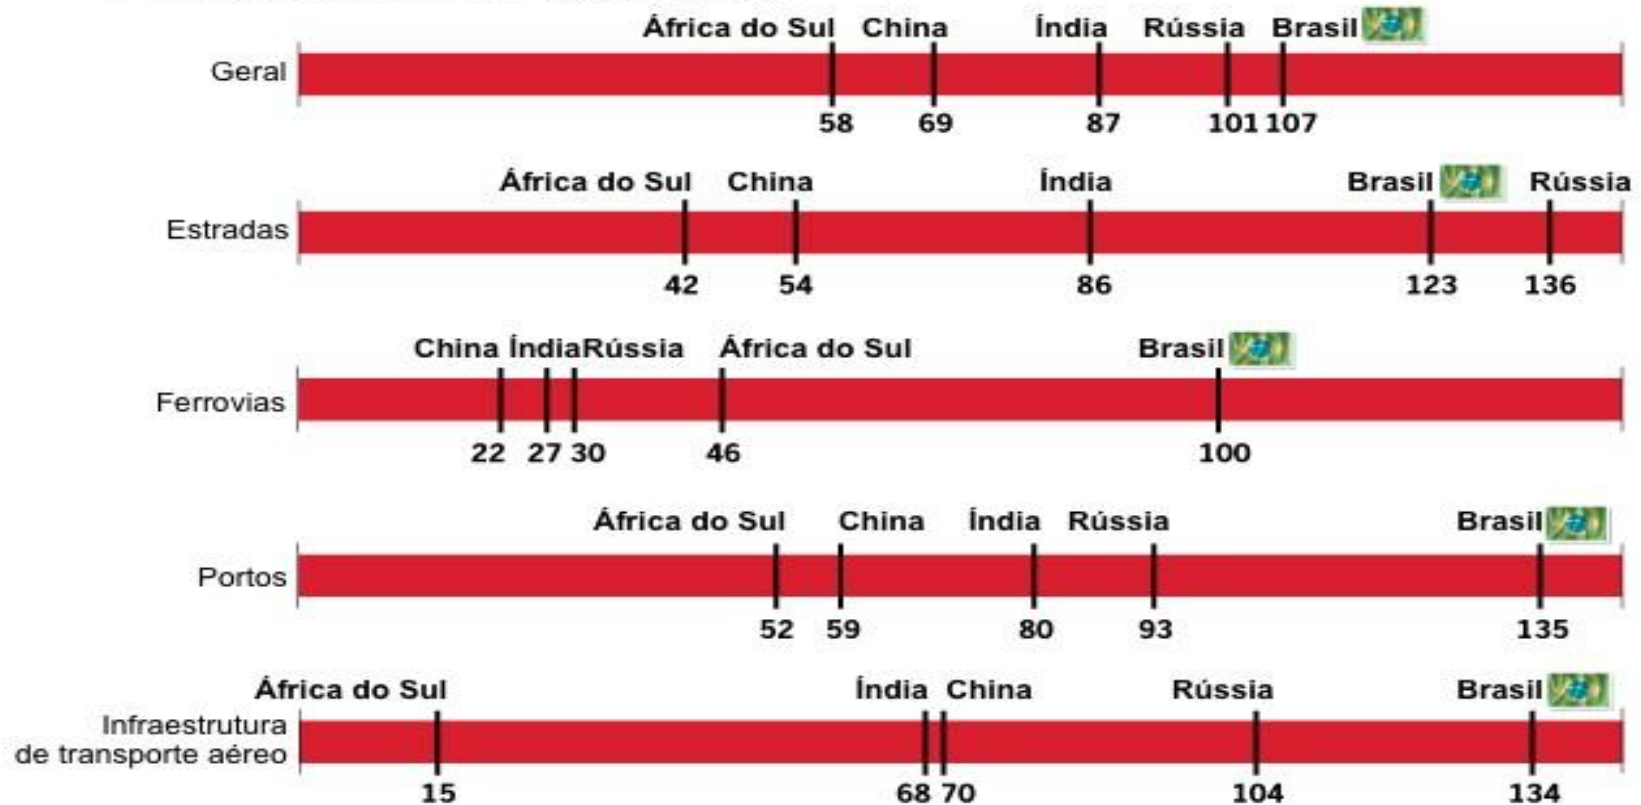 África do Sul China Índia Rússia Brasil
Geral
58 69 87 101 107
África do Sul China Índia Brasil Rússia
Estradas
42 54 86 123 136
China Índia Rússia África do Sul Brasil
Ferrovias
22 27 30 46 100
África do Sul China Índia Rússia Brasil
Portos
52 59 80 93 135
África do Sul Índia China Rússia Brasil
Infraestrutura
de transporte aéreo
15 68 70 104 134